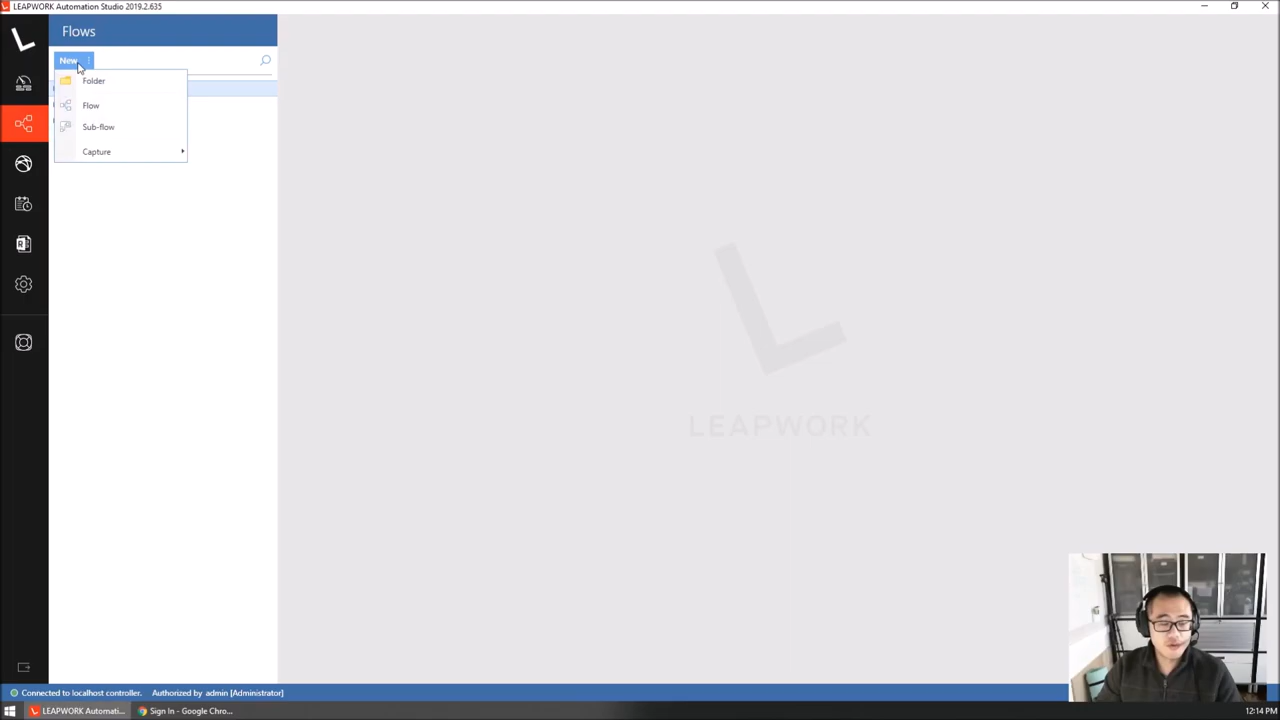 LEAPWORK Automation Studio 2019.2.635
Flows
New
Folder
Flow
Sub-flow
Capture
LEAPWORK
Connected to localhost controller. Authorized by admin [Administrator]
LEAPWORK Automati... Sign In - Google Chro... 12:14 PM